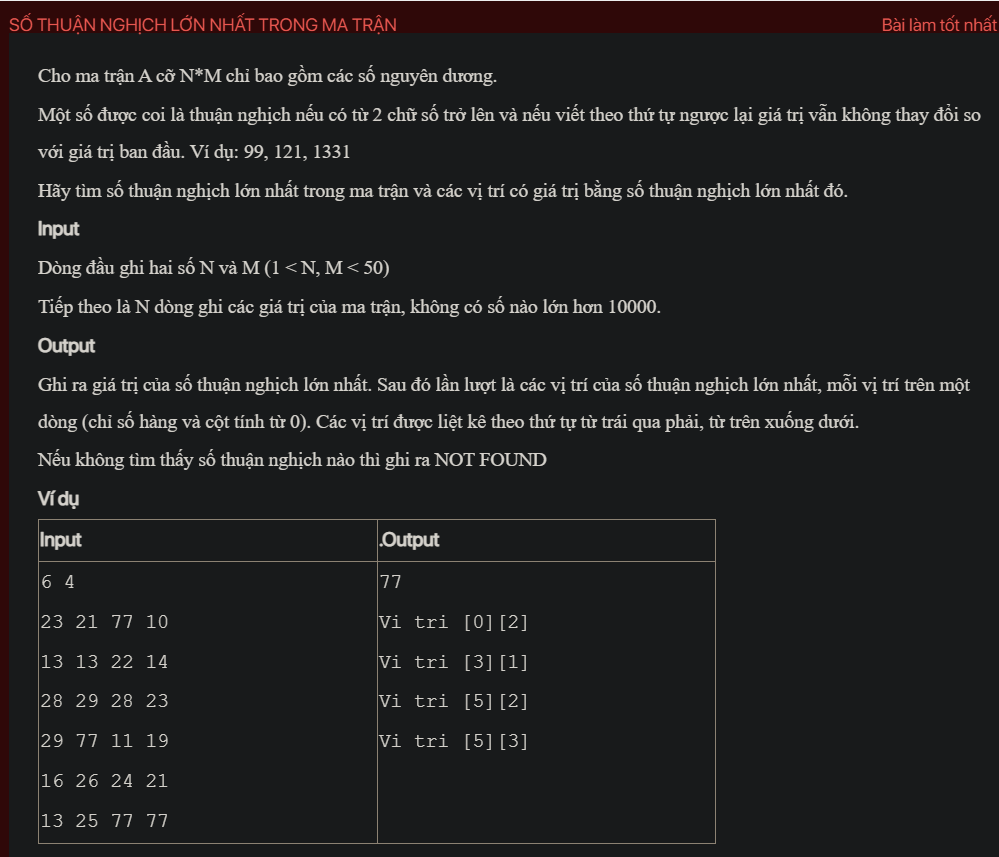 SỐ THUẬN NGHỊCH LỚN NHẤT TRONG MA TRẬN Bài làm tốt nhất
Cho ma trận A cỡ N*M chỉ bao gồm các số nguyên dương.
Một số được coi là thuận nghịch nếu có từ 2 chữ số trở lên và nếu viết theo thứ tự ngược lại giá trị vẫn không thay đổi so
với giá trị ban đầu. Ví dụ: 99, 121, 1331
Hãy tìm số thuận nghịch lớn nhất trong ma trận và các vị trí có giá trị bằng số thuận nghịch lớn nhất đó.
Input
Dòng đầu ghi hai số N và M (1 < N, M < 50)
Tiếp theo là N dòng ghi các giá trị của ma trận, không có số nào lớn hơn 10000.
Output
Ghi ra giá trị của số thuận nghịch lớn nhất. Sau đó lần lượt là các vị trí của số thuận nghịch lớn nhất, mỗi vị trí trên một
dòng (chỉ số hàng và cột tính từ 0). Các vị trí được liệt kê theo thứ tự từ trái qua phải, từ trên xuống dưới.
Nếu không tìm thấy số thuận nghịch nào thì ghi ra NOT FOUND
Ví dụ
Input .Output
6 4 77
23 21 77 10 Vi tri [0][2]
13 13 22 14 Vi tri [3][1]
28 29 28 23 Vi tri [5][2]
29 77 11 19 Vi tri [5][3]
16 26 24 21
13 25 77 77